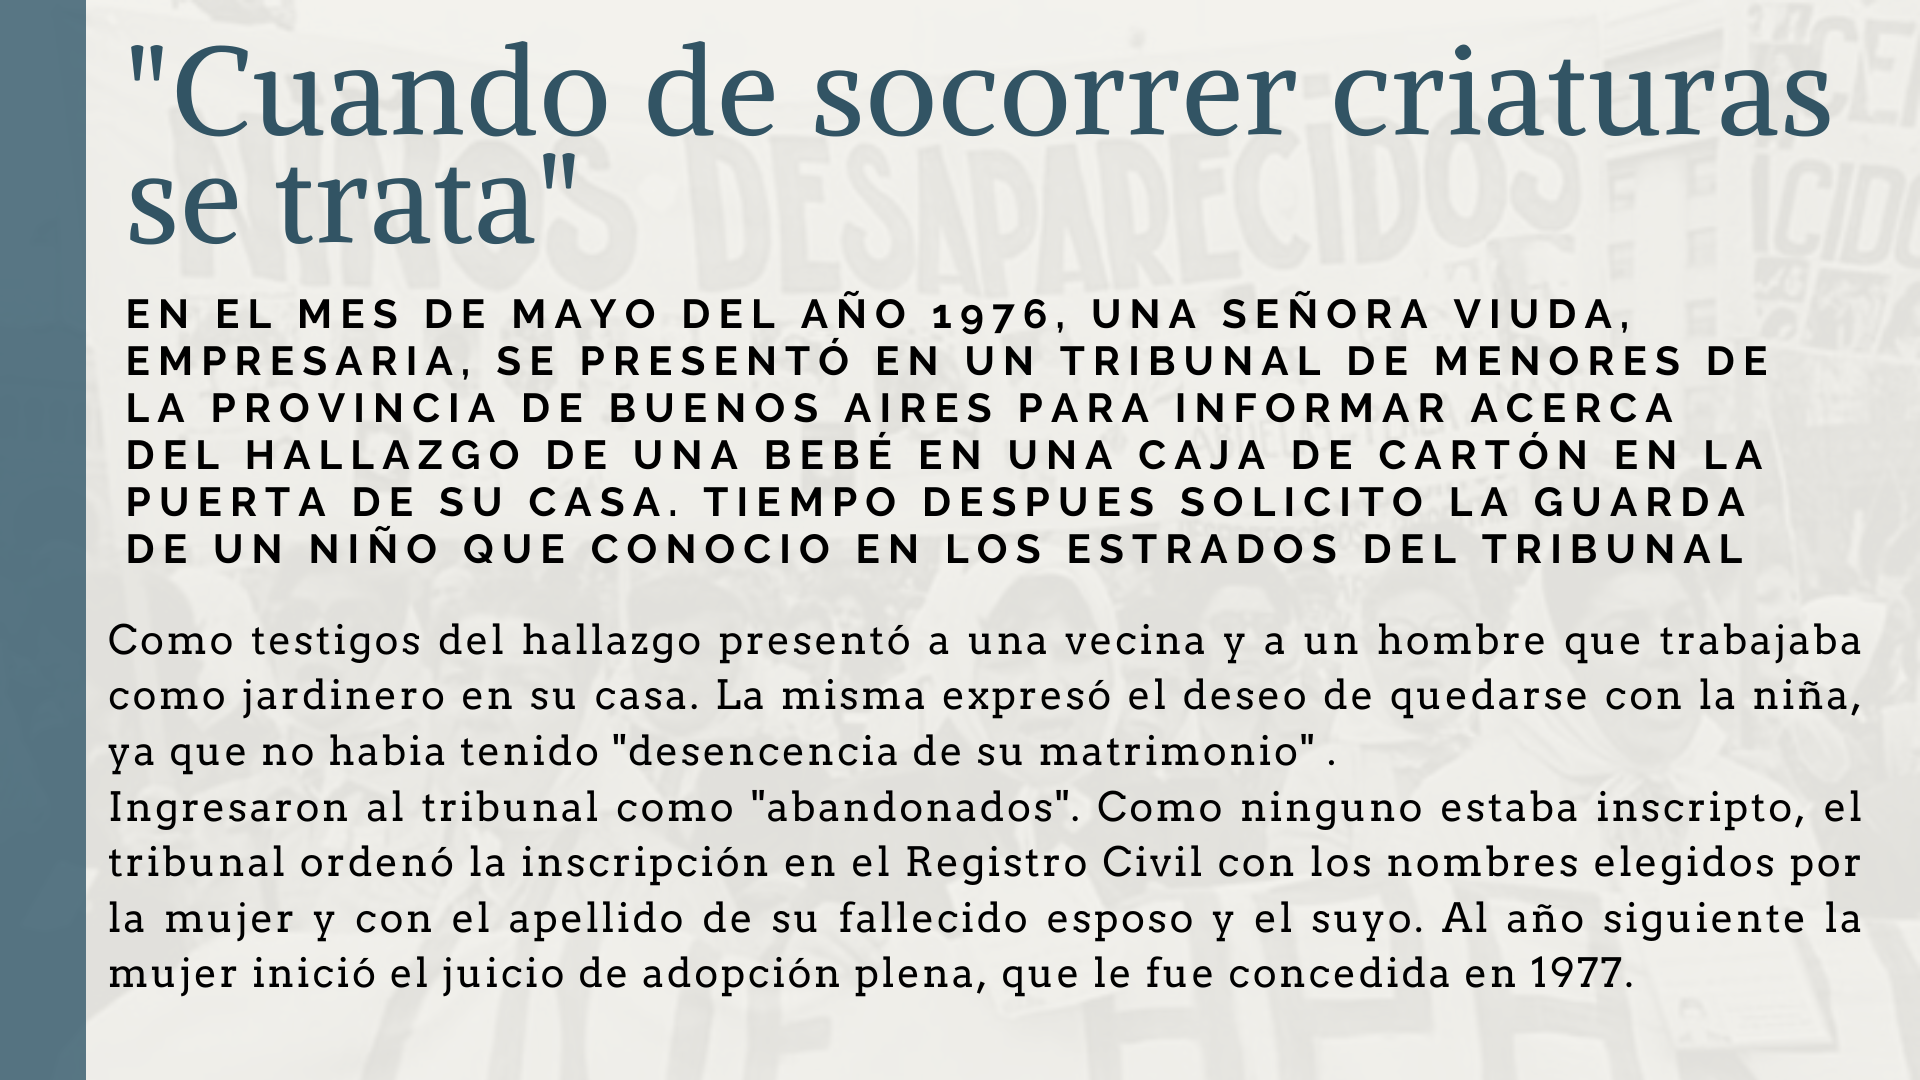 "Cuando de socorrer criaturas
se trata"
NIÑOS DESAPARECIDOS
EN EL MES DE MAYO DEL AÑO 1976, UNA SEÑORA VIUDA,
EMPRESARIA, SE PRESENTÓ EN UN TRIBUNAL DE MENORES DE
LA PROVINCIA DE BUENOS AIRES PARA INFORMAR ACERCA
DEL HALLAZGO DE UNA BEBÉ EN UNA CAJA DE CARTÓN EN LA
PUERTA DE SU CASA. TIEMPO DESPUES SOLICITO LA GUARDA
DE UN NIÑO QUE CONOCIO EN LOS ESTRADOS DEL TRIBUNAL
Como testigos del hallazgo presentó a una vecina y a un hombre que trabajaba
como jardinero en su casa. La misma expresó el deseo de quedarse con la niña,
ya que no habia tenido "desencencia de su matrimonio" .
Ingresaron al tribunal como "abandonados". Como ninguno estaba inscripto, el
tribunal ordenó la inscripción en el Registro Civil con los nombres elegidos por
la mujer y con el apellido de su fallecido esposo y el suyo. Al año siguiente la
mujer inició el juicio de adopción plena, que le fue concedida en 1977.